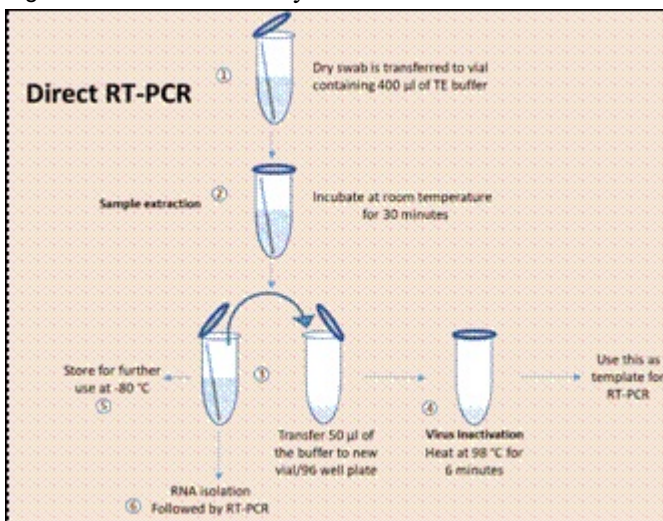 Direct RT-PCR
①
Dry swab is transferred to vial
containing 400 µl of TE buffer
Sample extraction
②
Incubate at room temperature
for 30 minutes
Store for further
use at -80 °C
⑤
③
Transfer 50 µl of
the buffer to new
vial/96 well plate
④
Virus Inactivation
Heat at 98 °C for
6 minutes
Use this as
template for
RT-PCR
RNA isolation
⑥ Followed by RT-PCR